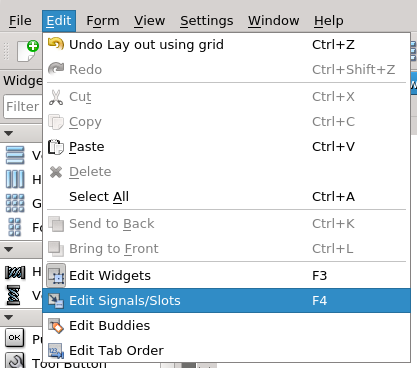 File Edit Form View Settings Window Help
Undo Lay out using grid Ctrl+Z
Redo Ctrl+Shift+Z
Widge
Cut Ctrl+X
Filter
Copy Ctrl+C
Paste Ctrl+V
Delete
Select All Ctrl+A
Send to Back Ctrl+K
Bring to Front Ctrl+L
Edit Widgets F3
Edit Signals/Slots F4
Edit Buddies
OK
Edit Tab Order
Tool Button